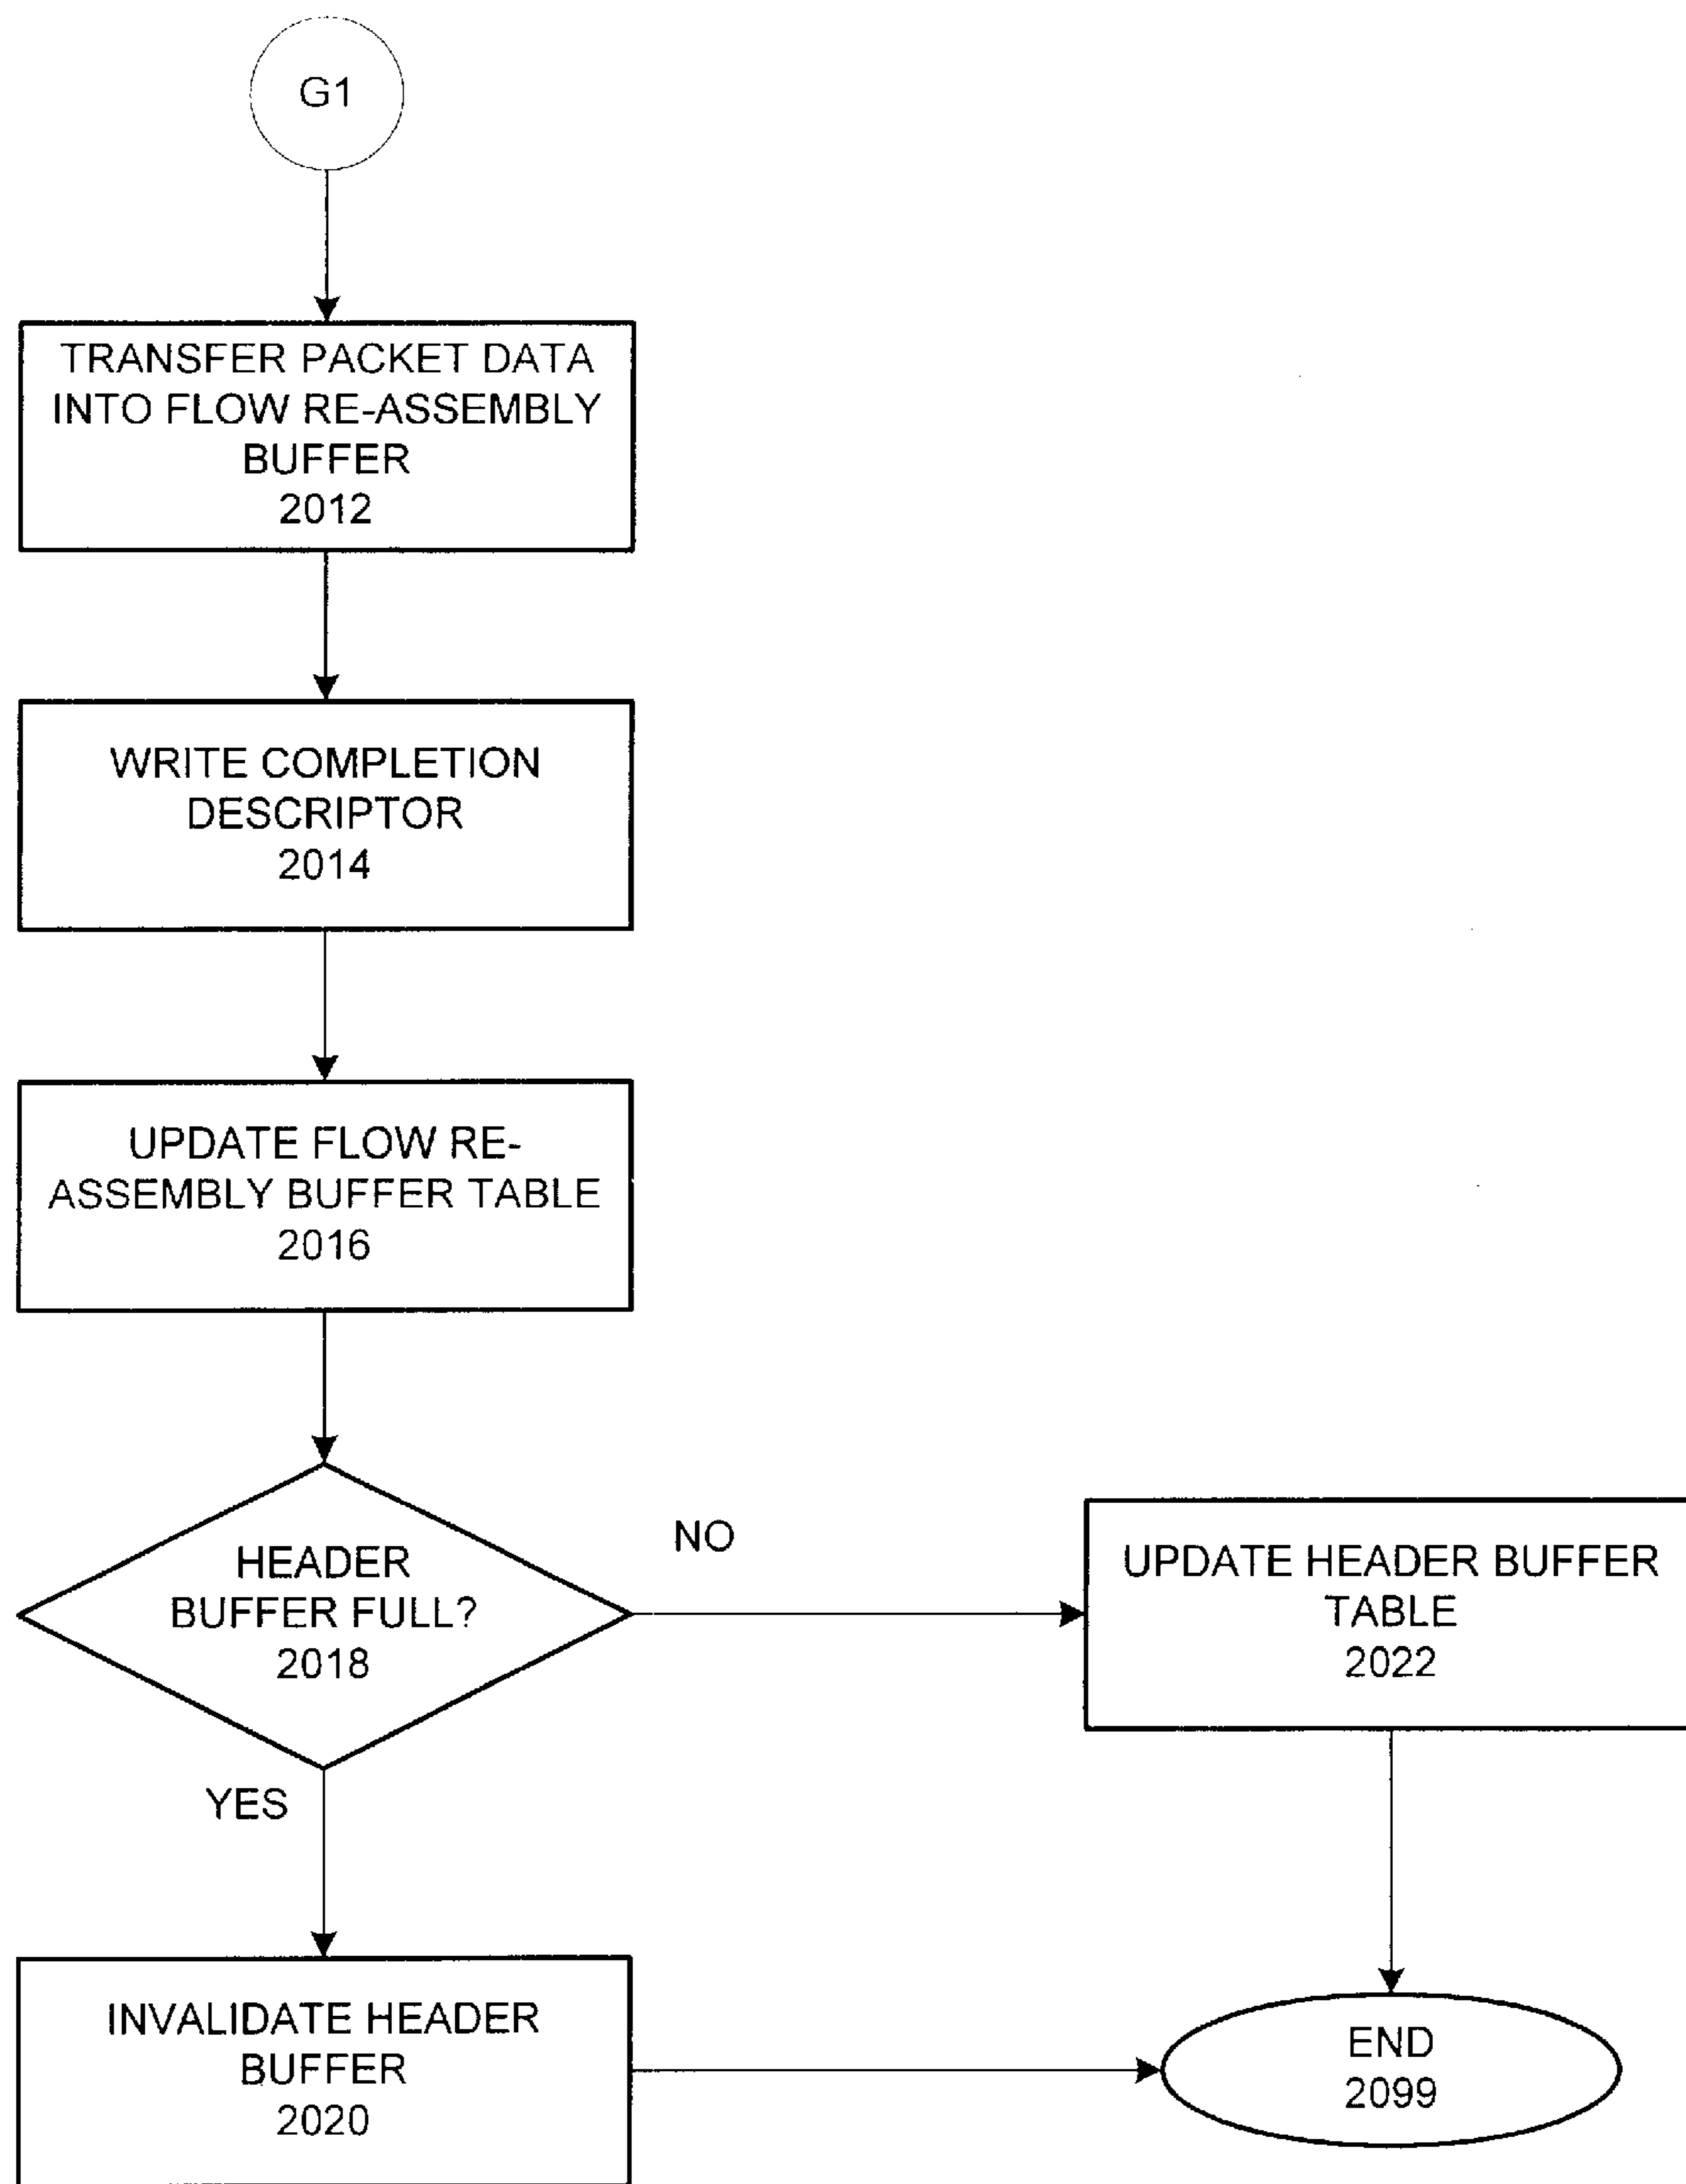 G1
TRANSFER PACKET DATA
INTO FLOW RE-ASSEMBLY
BUFFER
2012
WRITE COMPLETION
DESCRIPTOR
2014
UPDATE FLOW RE-
ASSEMBLY BUFFER TABLE
2016
HEADER
BUFFER FULL?
2018
NO
UPDATE HEADER BUFFER
TABLE
2022
YES
INVALIDATE HEADER
BUFFER
2020
END
2099